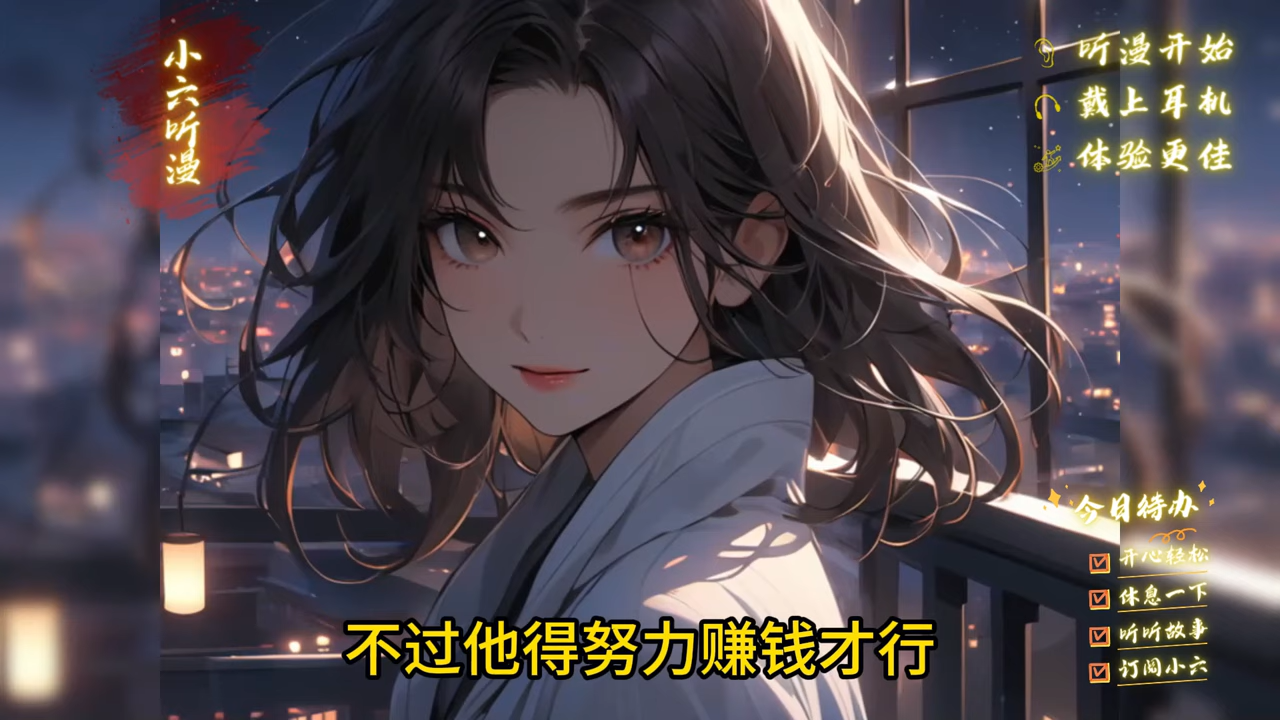 小六听漫
听漫开始
戴上耳机
体验更佳
今日待办
开心轻松
休息一下
听听故事
订阅小六
不过他得努力赚钱才行